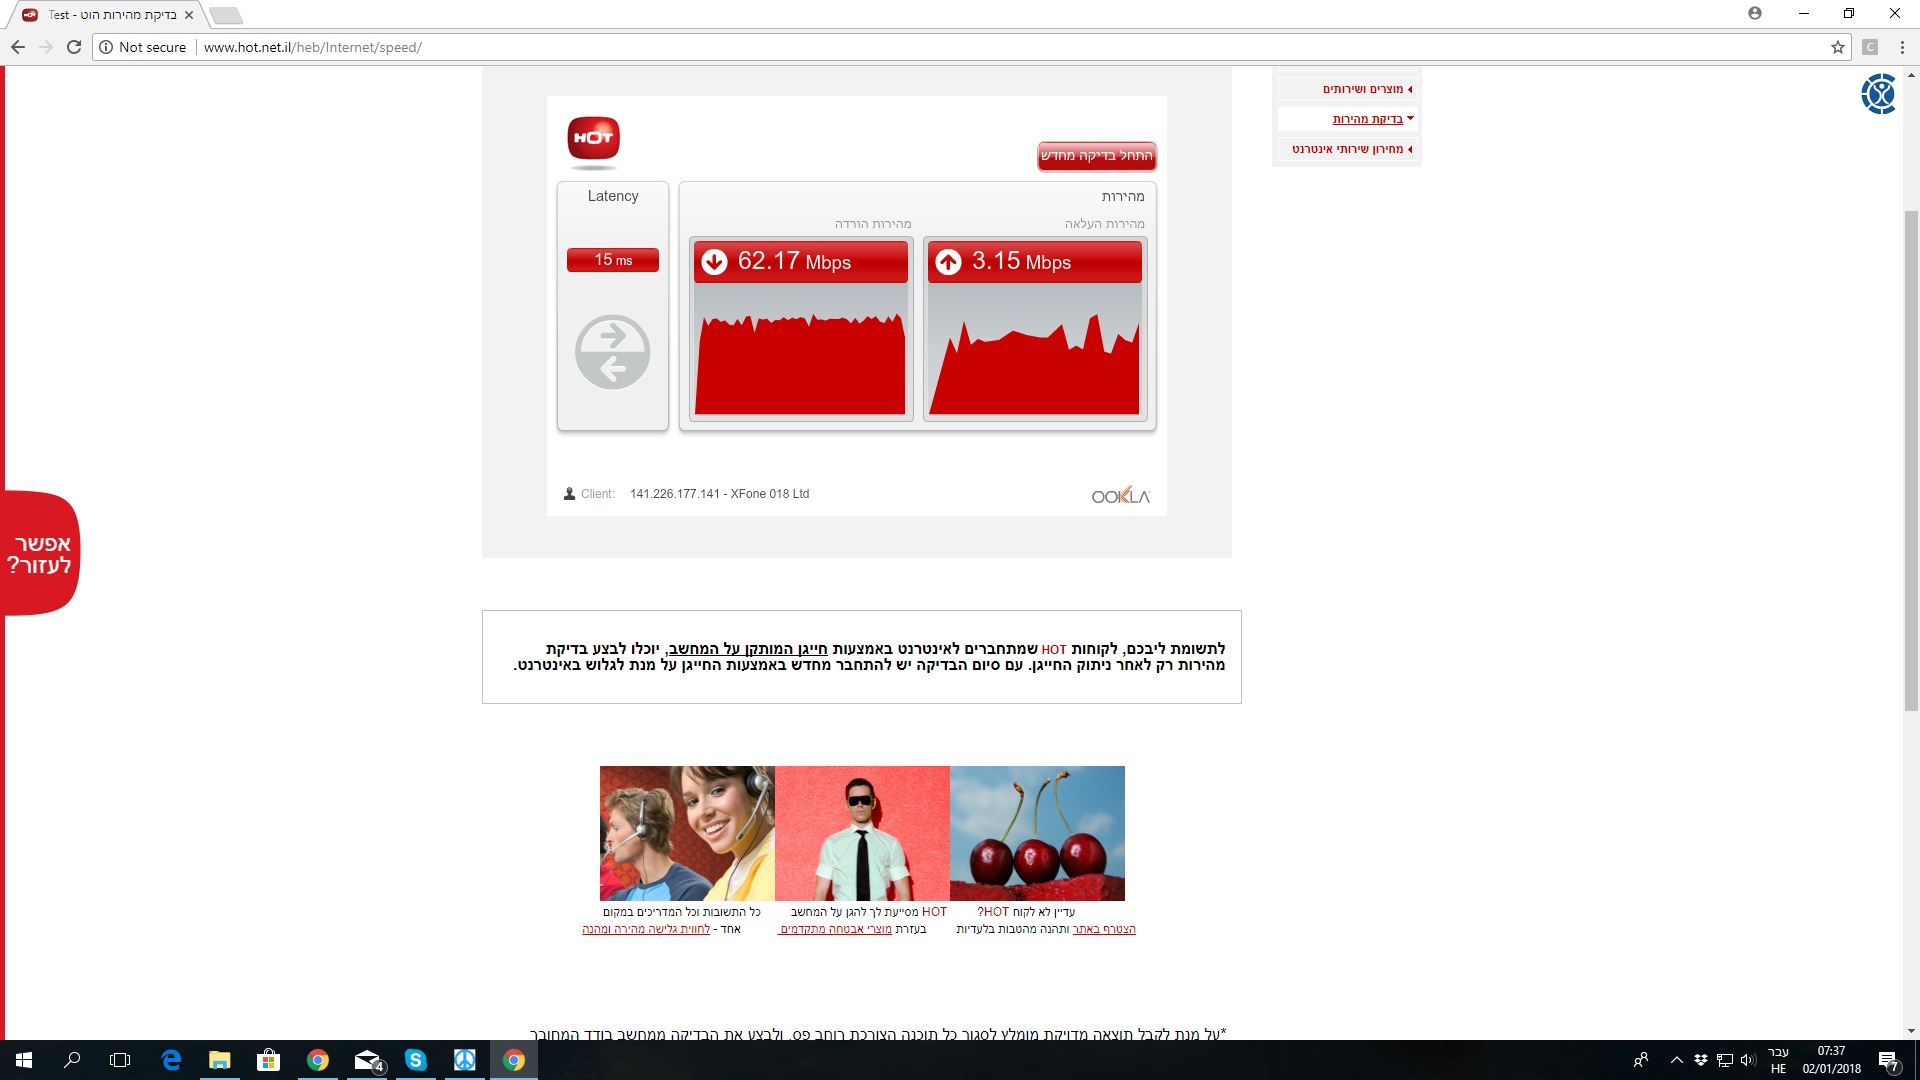 Test - בדיקת מהירות הוט
Not secure
www.hot.net.il/heb/Internet/speed/
C
מוצרים ושירותים
בדיקת מהירות
מחירון שירותי אינטרנט
HOT
התחל בדיקה מחדש
Latency
15 ms
מהירות
מהירות הורדה
מהירות העלאה
62.17 Mbps
3.15 Mbps
Client: 141.226.177.141 - XFone 018 Ltd
OOKLA
אפשר
לעזור?
לתשומת ליבכם, לקוחות HOT שמתחברים לאינטרנט באמצעות חייגן המותקן על המחשב, יוכלו לבצע בדיקת
מהירות רק לאחר ניתוק החייגן. עם סיום הבדיקה יש להתחבר מחדש באמצעות החייגן על מנת לגלוש באינטרנט.
עדיין לא לקוח HOT?
הצטרף באתר ותהנה מהטבות בלעדיות
HOT מסייעת לך להגן על המחשב
בעזרת מוצרי אבטחה מתקדמים
כל התשובות וכל המדריכים במקום
אחד - לחווית גלישה מהירה ומהנה
*על מנת לקבל תוצאה מדויקת מומלץ לסגור כל תוכנה הצורכת רוחב פס, ולבצע את הבדיקה ממחשב בודד המחובר
4
עבר
HE
07:37
02/01/2018
7